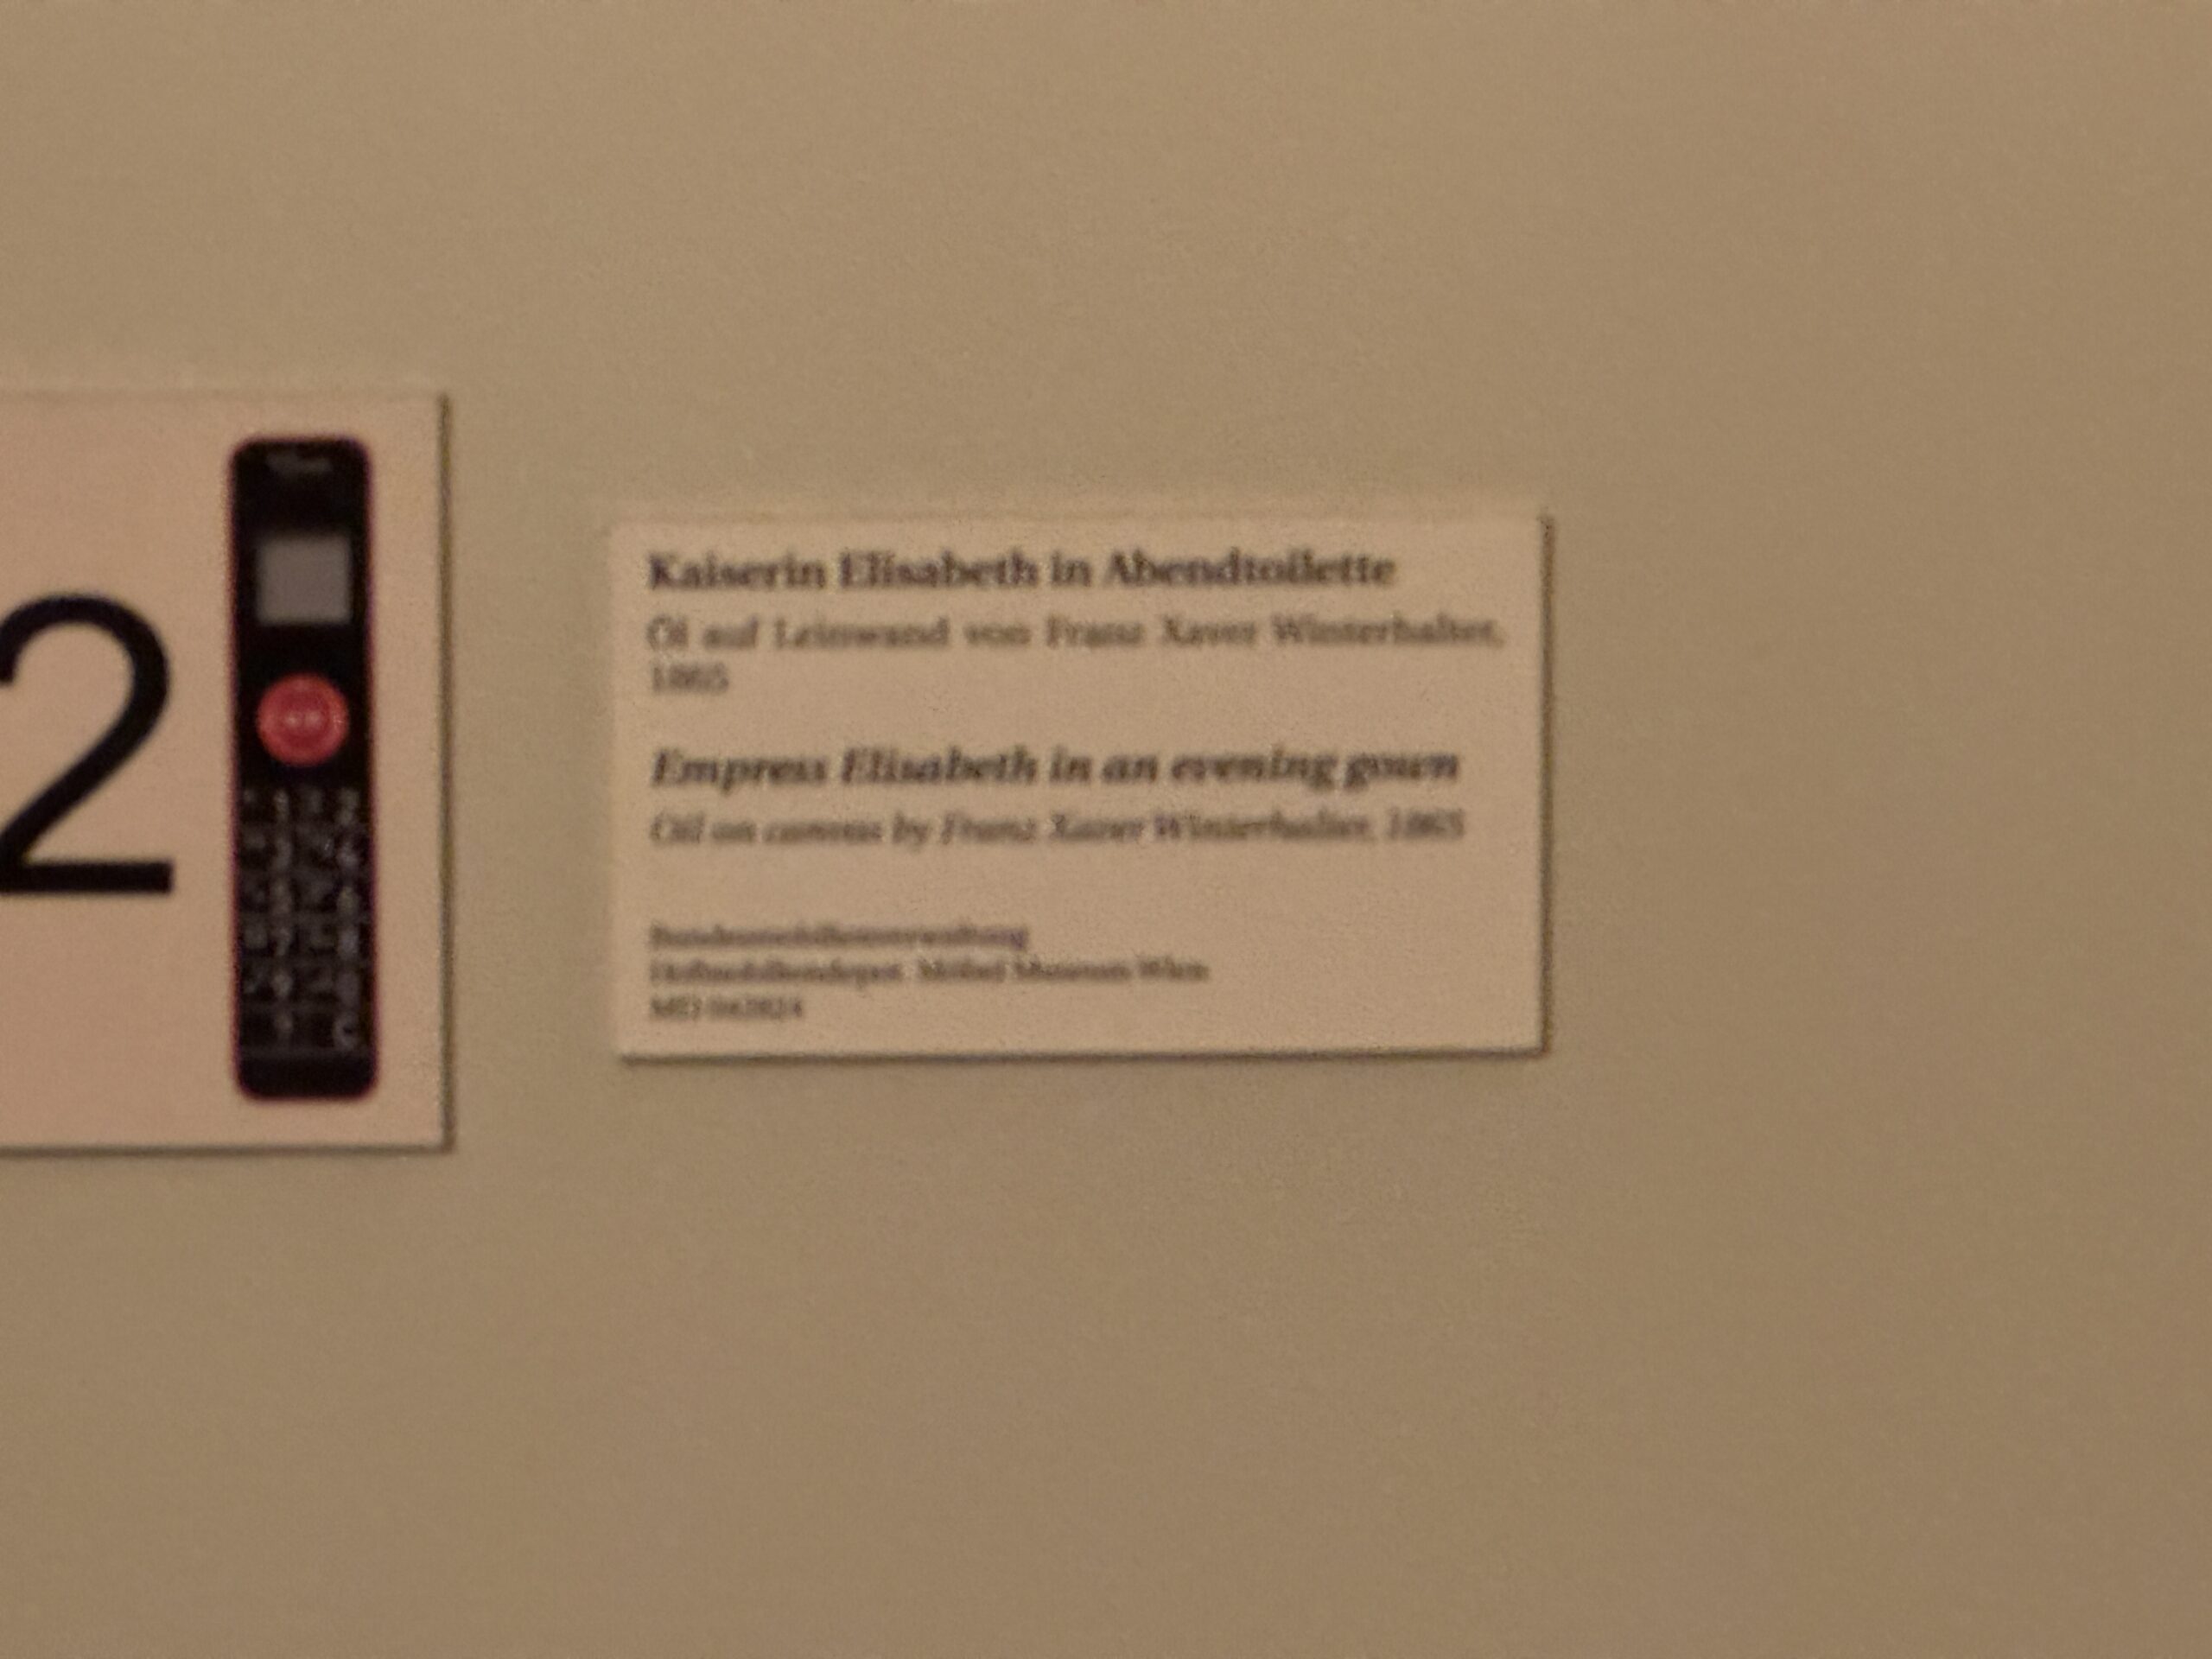 2
Kaiserin Elisabeth in Abendtoilette
Öl auf Leinwand von Franz Xaver Winterhalter,
1865
Empress Elisabeth in an evening gown
Oil on canvas by Franz Xaver Winterhalter, 1865
Bundesmobilienverwaltung
Hofmobiliendepot Möbel Museum Wien
MD